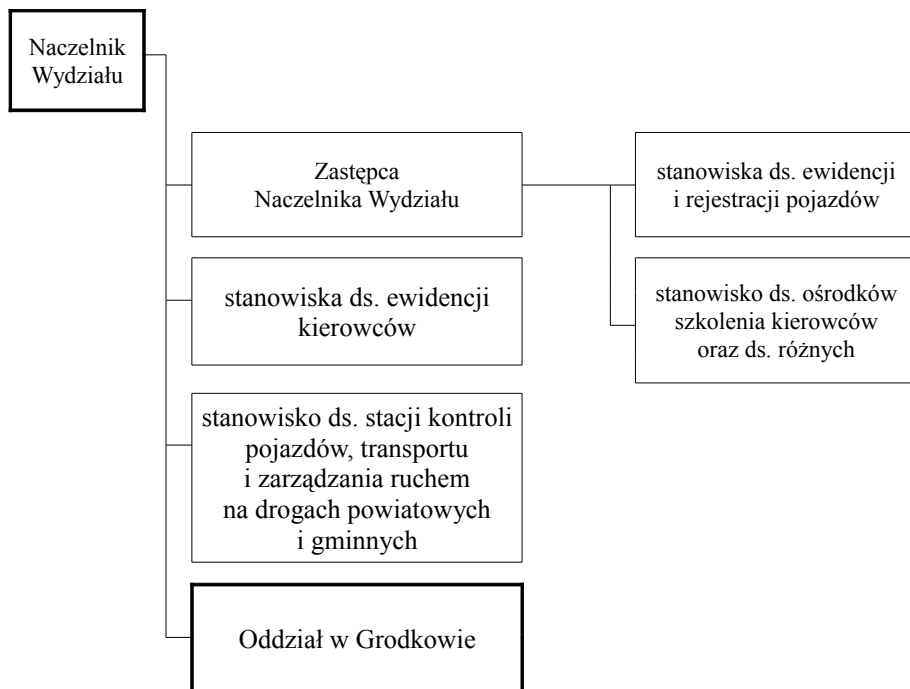 Naczelnik
Wydziału
Zastępca
Naczelnika Wydziału
stanowiska ds. ewidencji
i rejestracji pojazdów
stanowiska ds. ewidencji
kierowców
stanowisko ds. ośrodków
szkolenia kierowców
oraz ds. różnych
stanowisko ds. stacji kontroli
pojazdów, transportu
i zarządzania ruchem
na drogach powiatowych
i gminnych
Oddział w Grodkowie